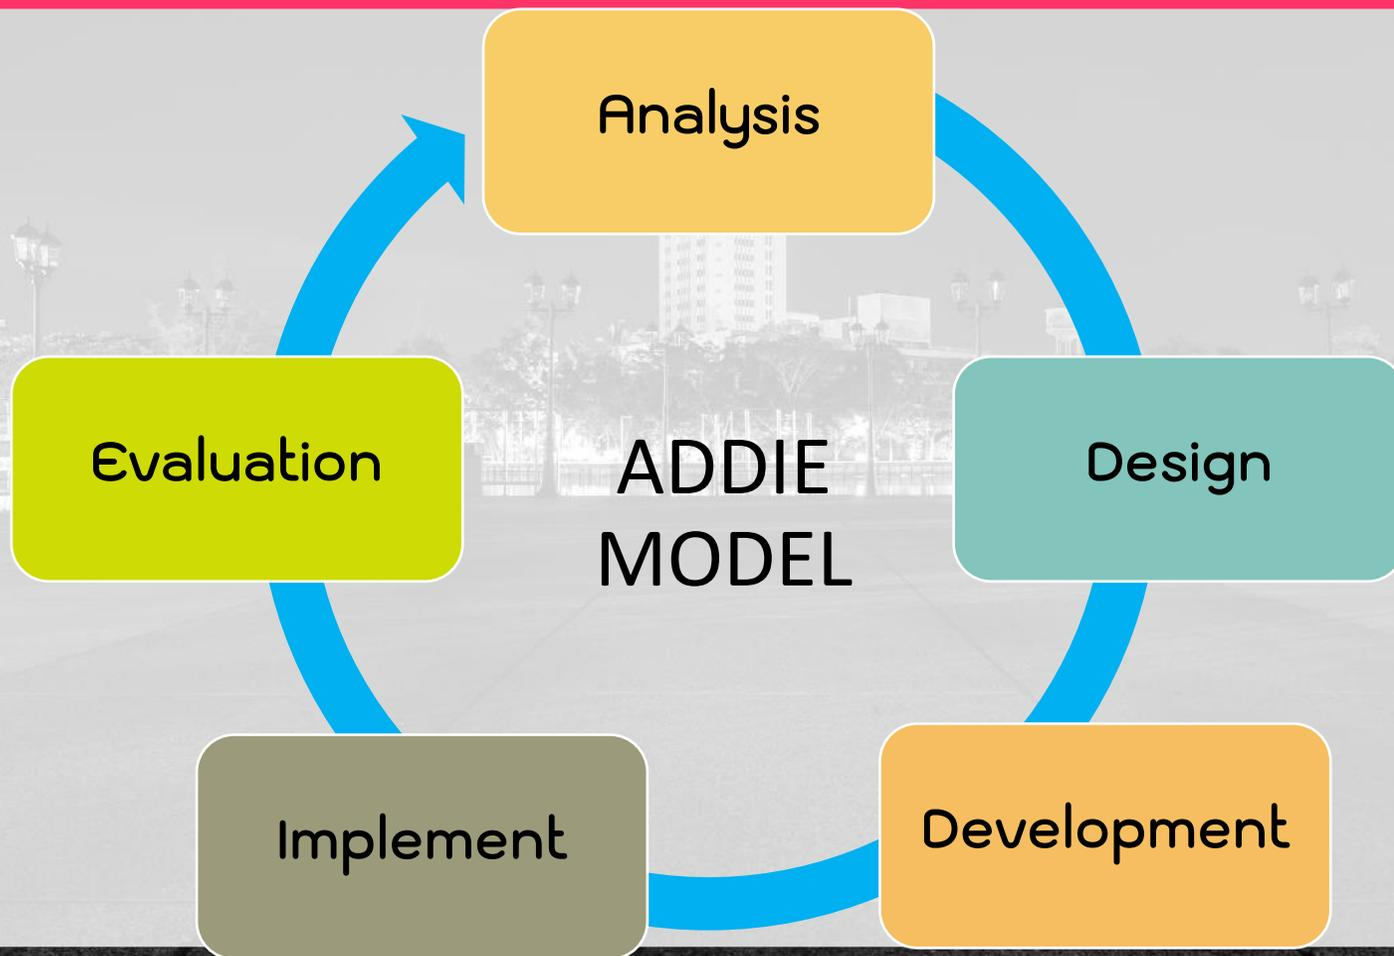 Analysis
Evaluation
ADDIE
MODEL
Design
Implement
Development